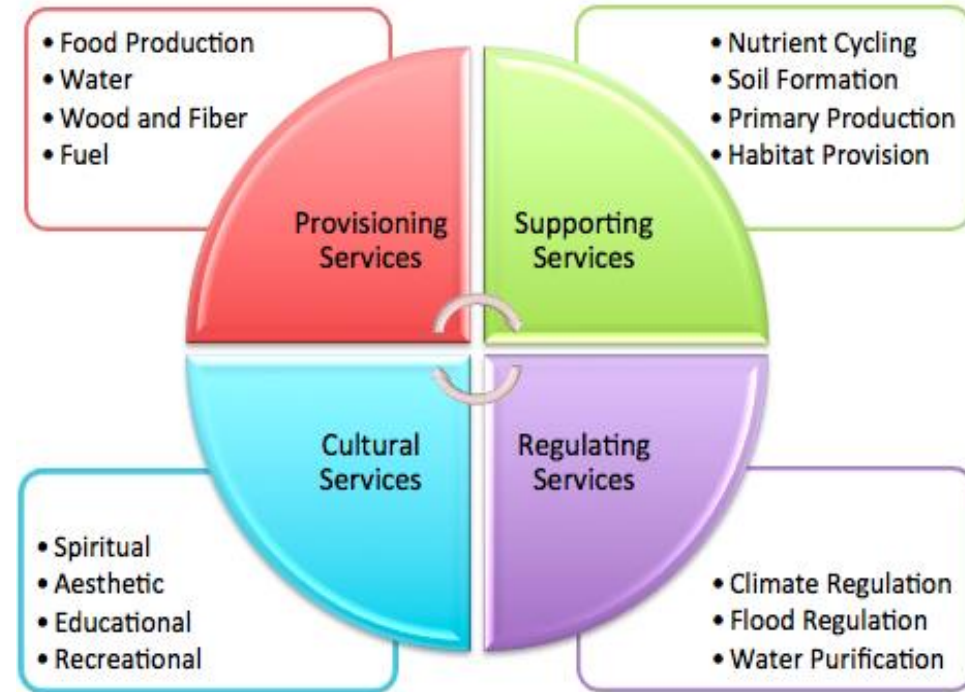 • Food Production
• Water
• Wood and Fiber
• Fuel
• Nutrient Cycling
• Soil Formation
• Primary Production
• Habitat Provision
Provisioning
Services
Supporting
Services
Cultural
Services
Regulating
Services
• Spiritual
• Aesthetic
• Educational
• Recreational
• Climate Regulation
• Flood Regulation
• Water Purification